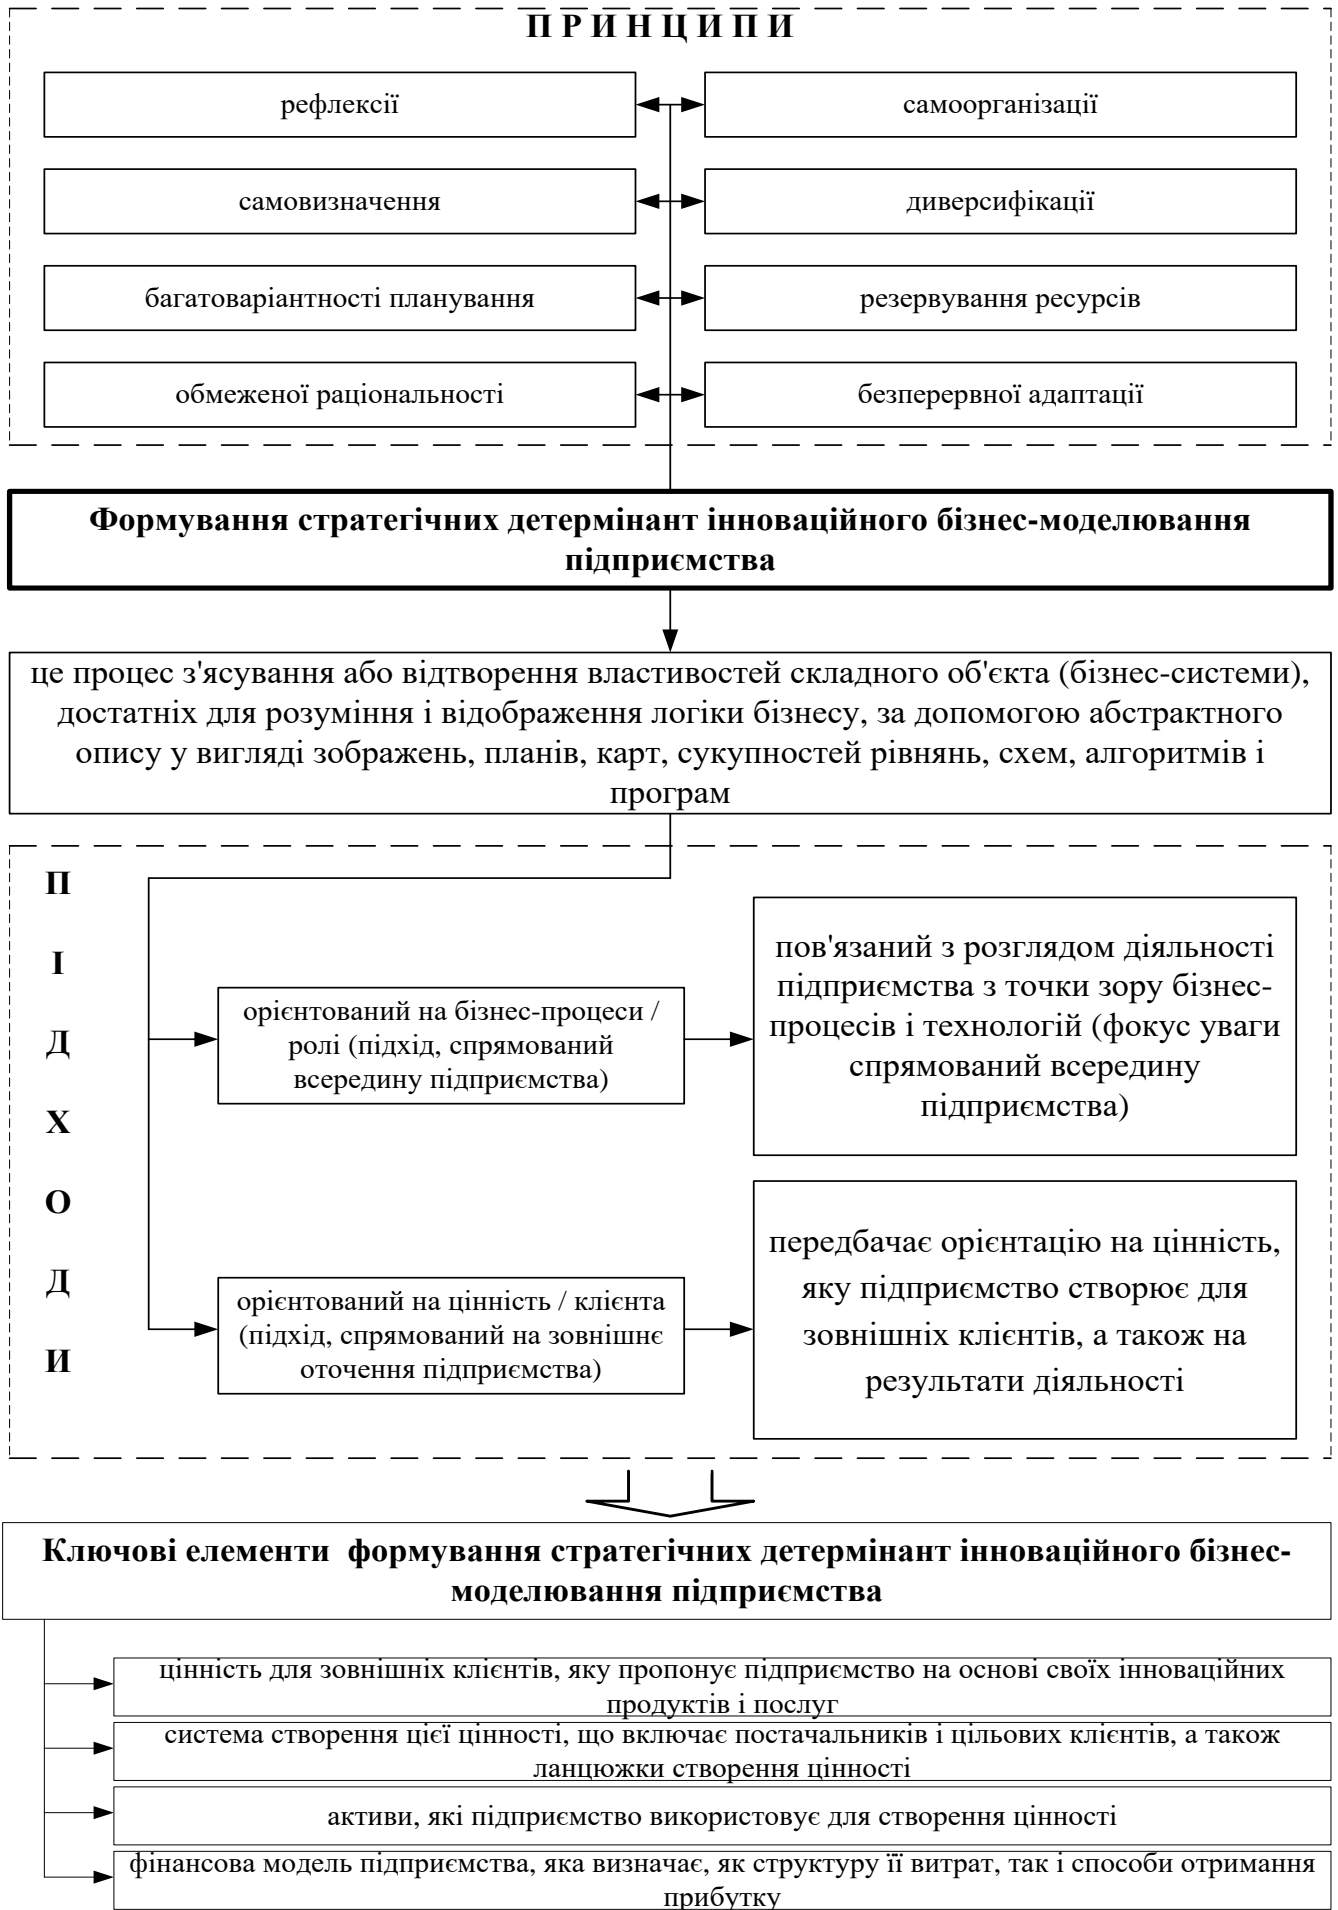 П Р И Н Ц И П И
рефлексії
самоорганізації
самовизначення
диверсифікації
багатоваріантності планування
резервування ресурсів
обмеженої раціональності
безперервної адаптації
Формування стратегічних детермінант інноваційного бізнес-моделювання
підприємства
це процес з'ясування або відтворення властивостей складного об'єкта (бізнес-системи),
достатніх для розуміння і відображення логіки бізнесу, за допомогою абстрактного
опису у вигляді зображень, планів, карт, сукупностей рівнянь, схем, алгоритмів і
програм
П
І
Д
Х
О
Д
И
орієнтований на бізнес-процеси /
ролі (підхід, спрямований
всередину підприємства)
пов'язаний з розглядом діяльності
підприємства з точки зору бізнес-
процесів і технологій (фокус уваги
спрямований всередину
підприємства)
орієнтований на цінність / клієнта
(підхід, спрямований на зовнішнє
оточення підприємства)
передбачає орієнтацію на цінність,
яку підприємство створює для
зовнішніх клієнтів, а також на
результати діяльності
Ключові елементи формування стратегічних детермінант інноваційного бізнес-
моделювання підприємства
цінність для зовнішніх клієнтів, яку пропонує підприємство на основі своїх інноваційних
продуктів і послуг
система створення цієї цінності, що включає постачальників і цільових клієнтів, а також
ланцюжки створення цінності
активи, які підприємство використовує для створення цінності
фінансова модель підприємства, яка визначає, як структуру її витрат, так і способи отримання
прибутку